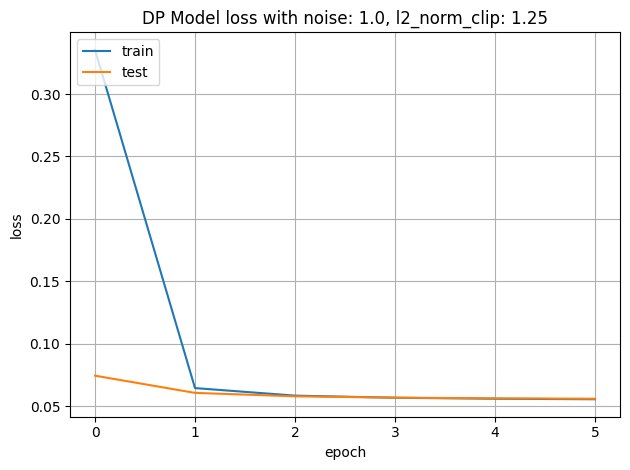 DP Model loss with noise: 1.0, l2_norm_clip: 1.25
train
test
0.30
0.25
0.20
0.15
0.10
0.05
loss
0 1 2 3 4 5
epoch